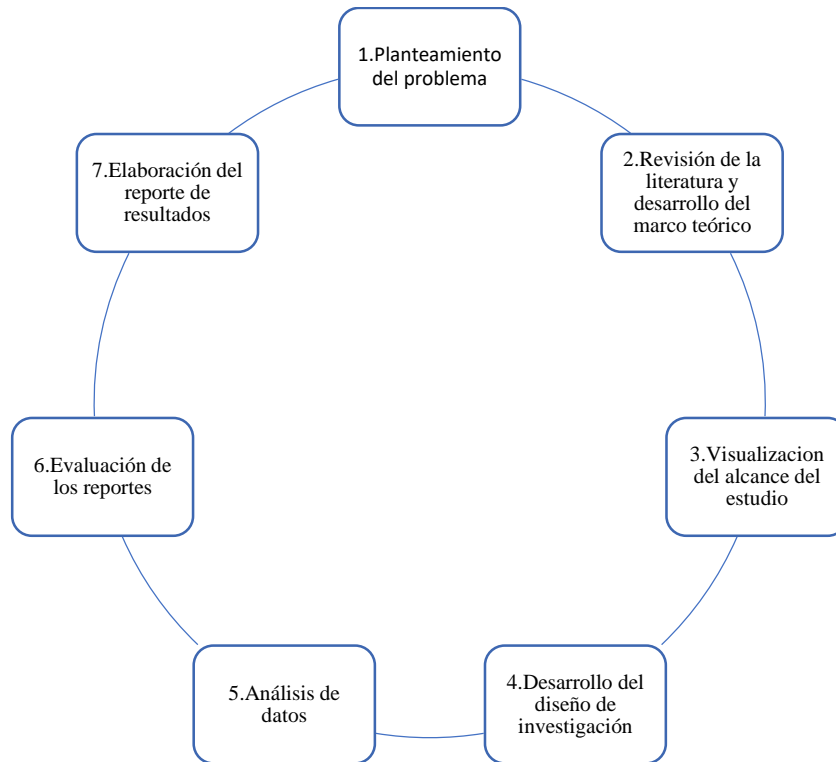 1.Planteamiento
del problema
2.Revisión de la
literatura y
desarrollo del
marco teórico
3.Visualizacion
del alcance del
estudio
4.Desarrollo del
diseño de
investigación
5.Análisis de
datos
6.Evaluación de
los reportes
7.Elaboración del
reporte de
resultados